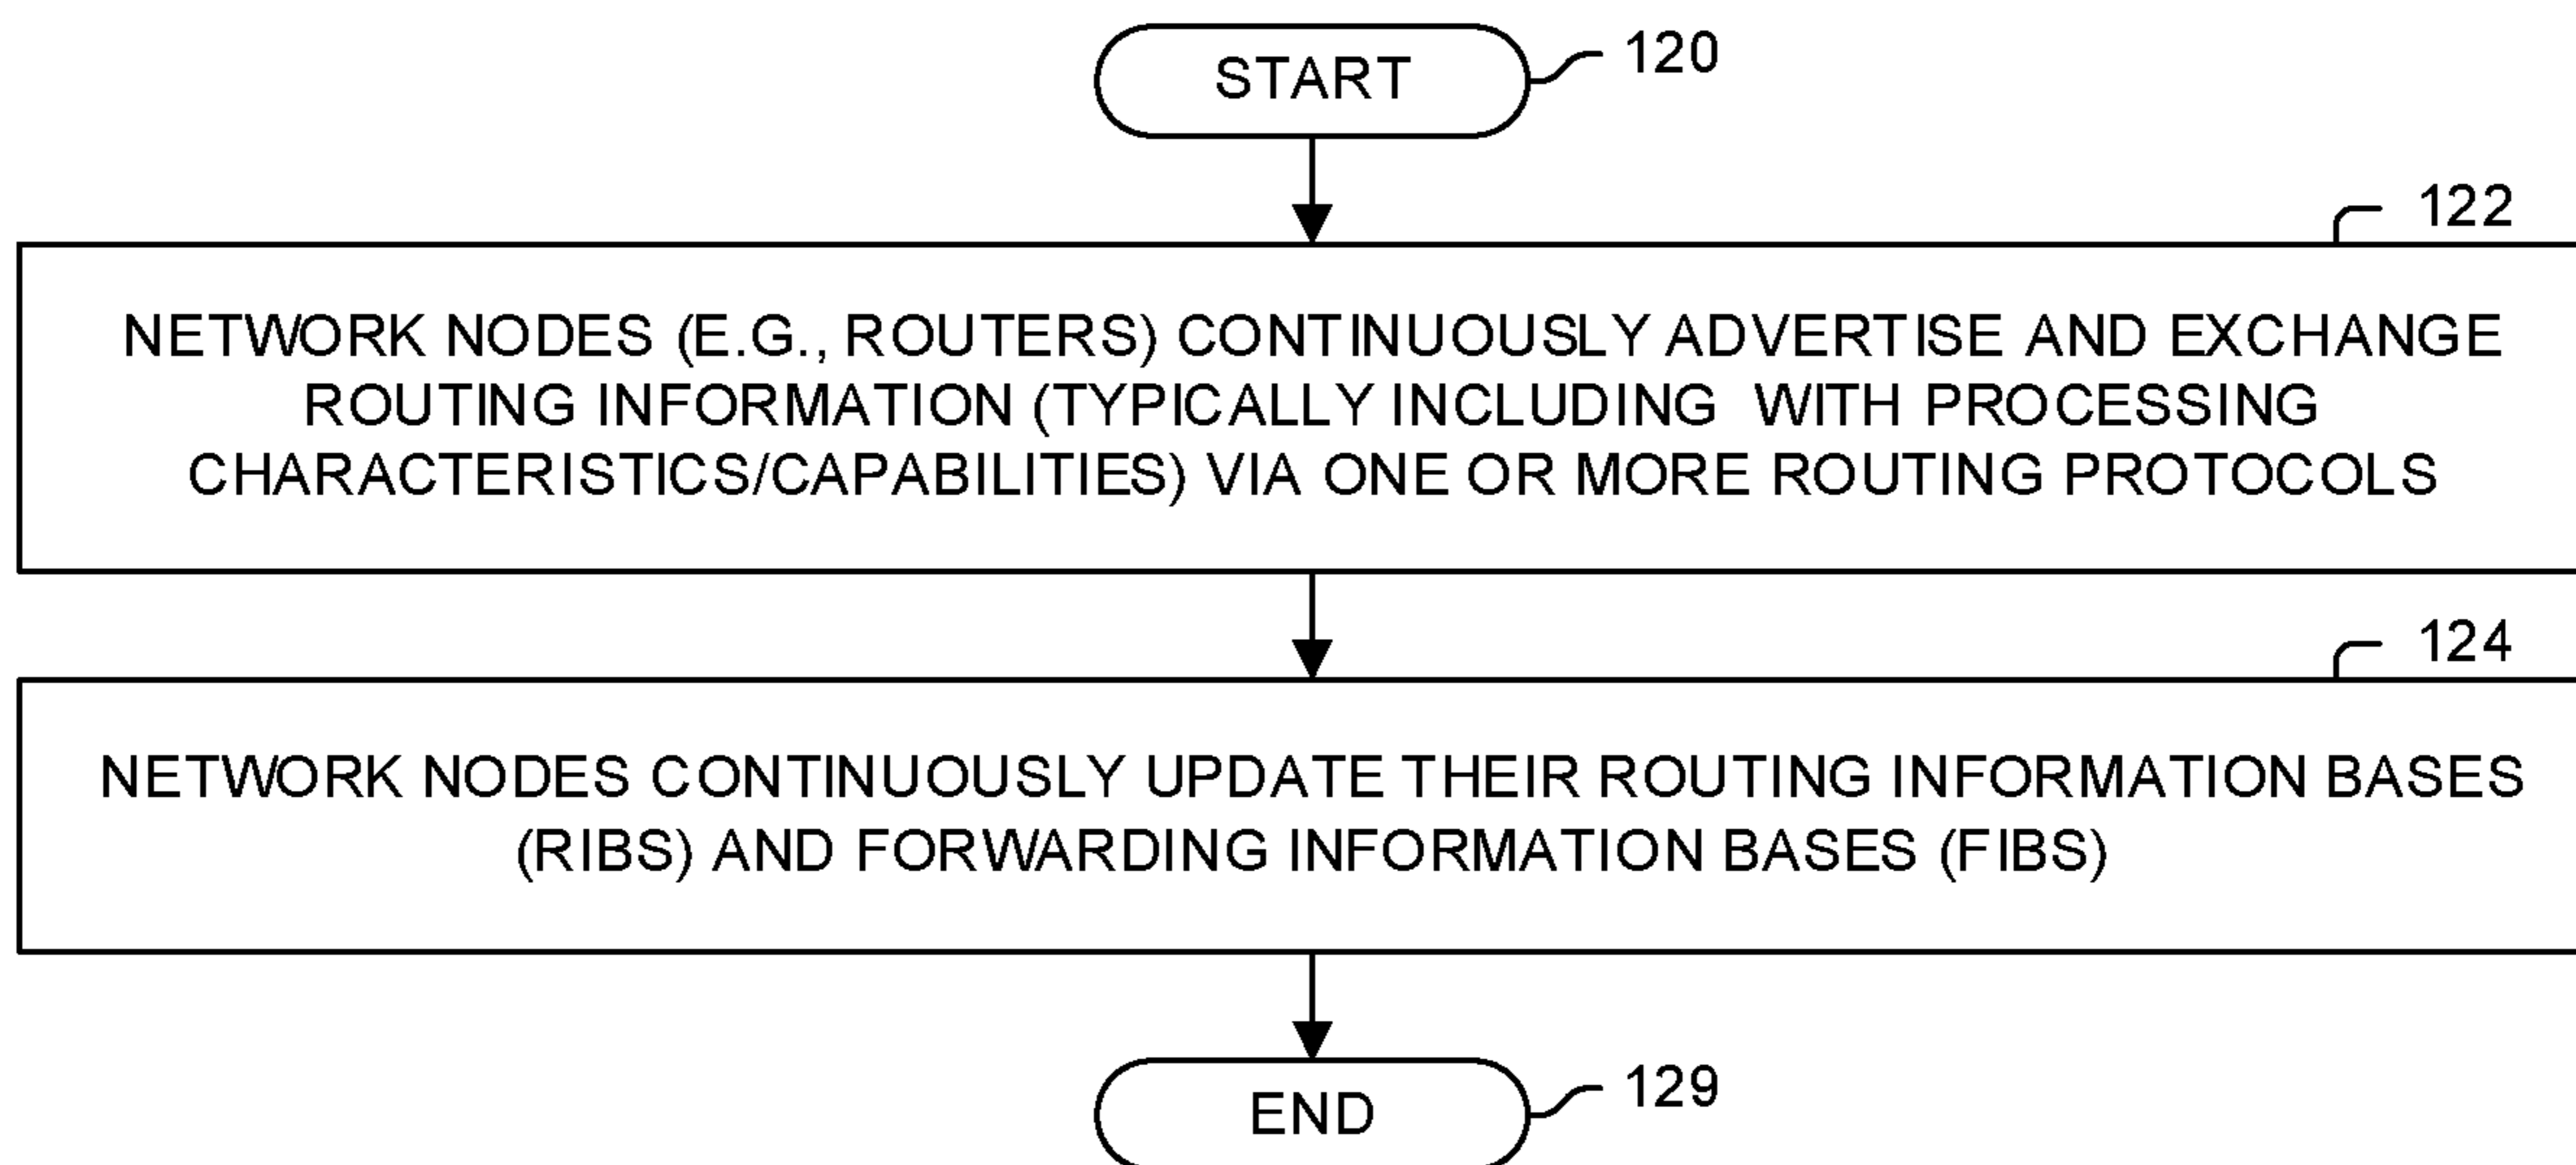 START
120
122
NETWORK NODES (E.G., ROUTERS) CONTINUOUSLY ADVERTISE AND EXCHANGE
ROUTING INFORMATION (TYPICALLY INCLUDING WITH PROCESSING
CHARACTERISTICS/CAPABILITIES) VIA ONE OR MORE ROUTING PROTOCOLS
124
NETWORK NODES CONTINUOUSLY UPDATE THEIR ROUTING INFORMATION BASES
(RIBS) AND FORWARDING INFORMATION BASES (FIBS)
END
129